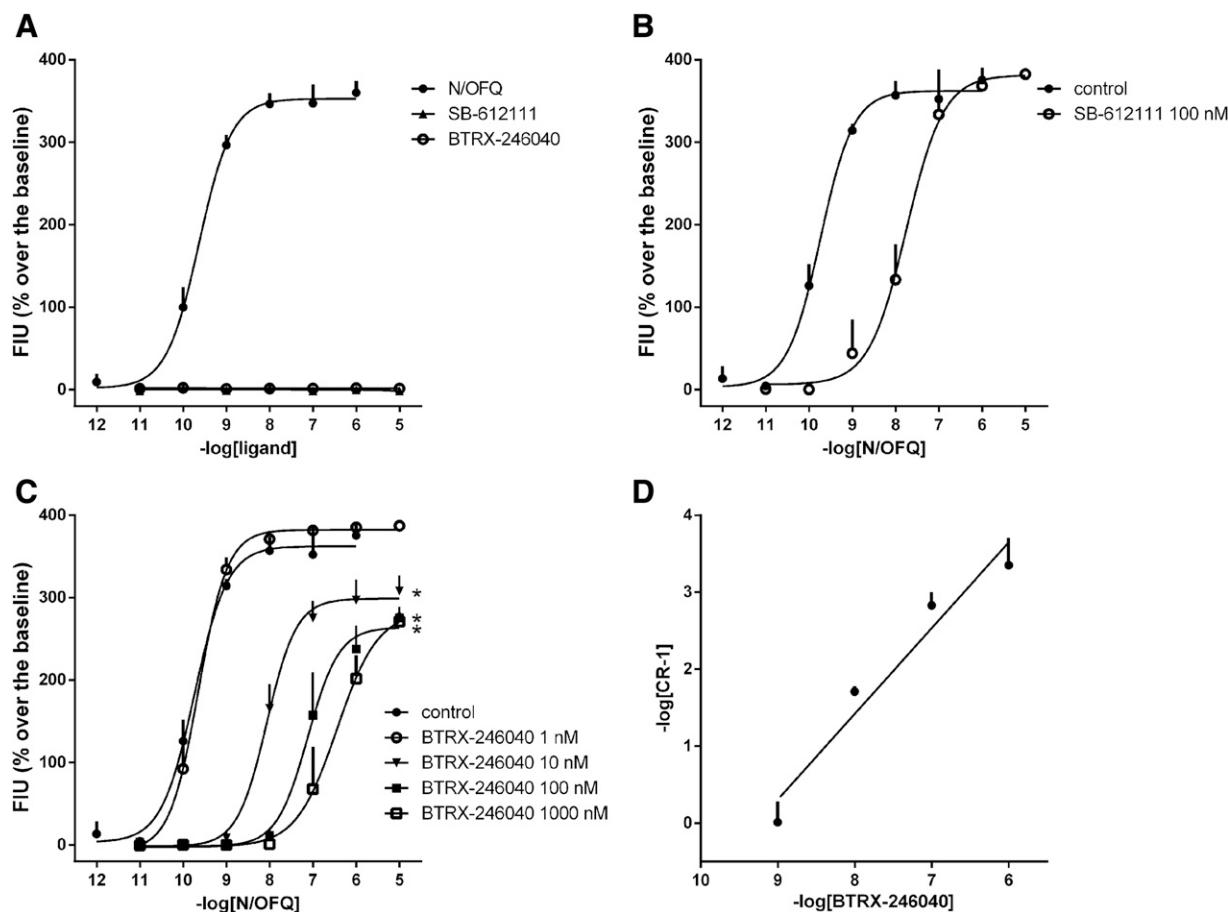 A
400
300
200
100
0
FIU (% over the baseline)
N/OFQ
SB-612111
BTRX-246040
12 11 10 9 8 7 6 5
-log[ligand]
B
400
300
200
100
0
FIU (% over the baseline)
control
SB-612111 100 nM
12 11 10 9 8 7 6 5
-log[N/OFQ]
C
400
300
200
100
0
FIU (% over the baseline)
*
*
*
control
BTRX-246040 1 nM
BTRX-246040 10 nM
BTRX-246040 100 nM
BTRX-246040 1000 nM
12 11 10 9 8 7 6 5
-log[N/OFQ]
D
4
3
2
1
0
-log[CR-1]
10 9 8 7 6
-log[BTRX-246040]